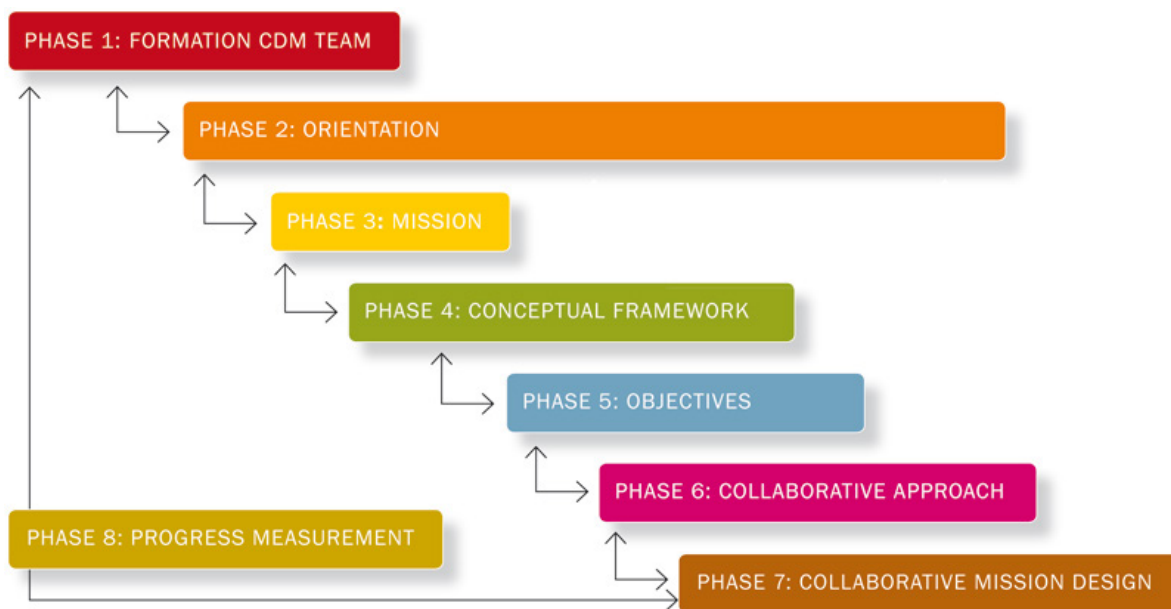 PHASE 1: FORMATION CDM TEAM
PHASE 2: ORIENTATION
PHASE 3: MISSION
PHASE 4: CONCEPTUAL FRAMEWORK
PHASE 5: OBJECTIVES
PHASE 6: COLLABORATIVE APPROACH
PHASE 8: PROGRESS MEASUREMENT
PHASE 7: COLLABORATIVE MISSION DESIGN